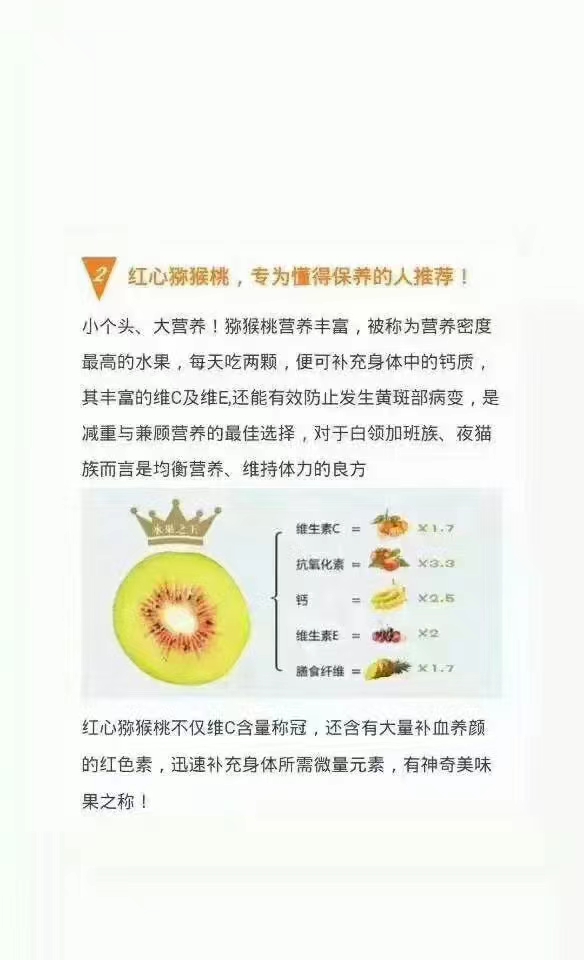 2 红心猕猴桃，专为懂得保养的人推荐！
小个头、大营养！猕猴桃营养丰富，被称为营养密度
最高的水果，每天吃两颗，便可补充身体中的钙质，
其丰富的维C及维E,还能有效防止发生黄斑部病变，是
减重与兼顾营养的最佳选择，对于白领加班族、夜猫
族而言是均衡营养、维持体力的良方
水果之王
维生素C = ×1.7
抗氧化素 = ×3.3
钙 = ×2.5
维生素E = ×2
膳食纤维 = ×1.7
红心猕猴桃不仅维C含量称冠，还含有大量补血养颜
的红色素，迅速补充身体所需微量元素，有神奇美味
果之称！